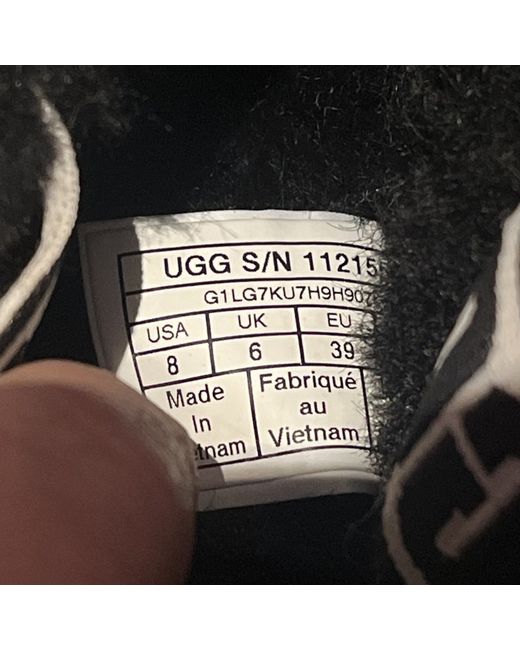 UGG S/N 11215
G1LG7KU7H9H907
USA UK EU
8 6 39
Made Fabriqué
In au
Vietnam